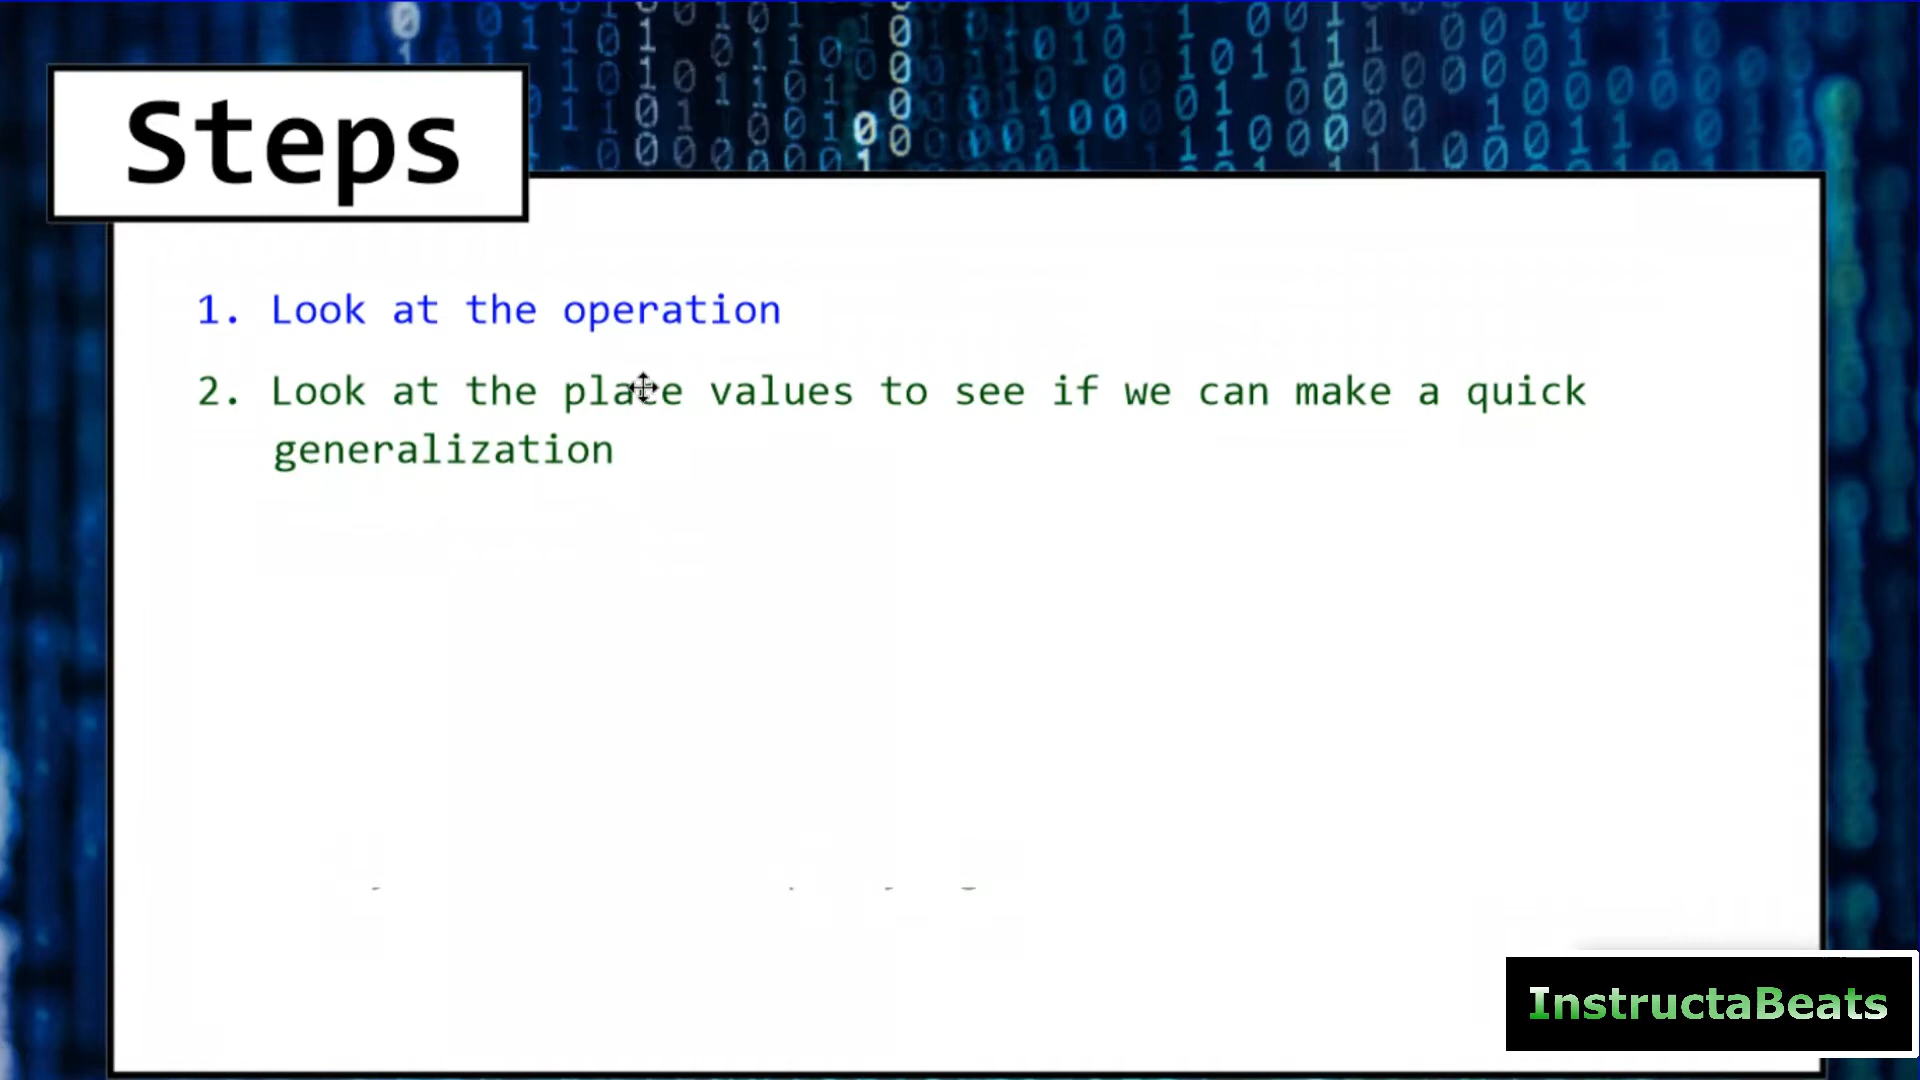 Steps
1. Look at the operation
2. Look at the place values to see if we can make a quick
generalization
InstructaBeats